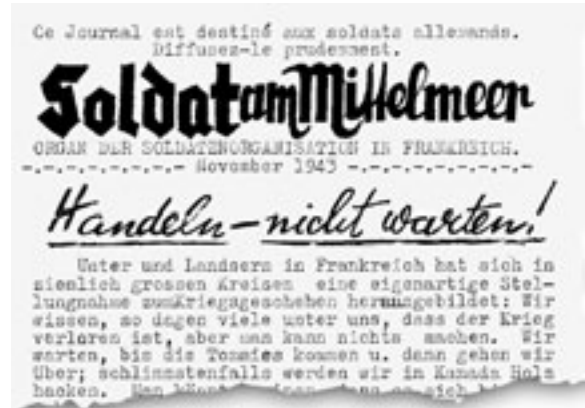 Ce Journal est destiné aux soldats allemands.
Diffusez-le prudemment.
Soldat am Mittelmeer
ORGAN DER SOLDATENORGANISATION IN FRANKREICH.
-.-.-.-.-.-.-.- November 1943 -.-.-.-.-.-.-.-.-
Handeln – nicht warten!
Unter uns Landsern in Frankreich hat sich in
ziemlich grossen Kreisen eine eigenartige Stel-
lungnahme zum Kriegsgeschehen herausgebildet: Wir
wissen, so sagen viele unter uns, dass der Krieg
verloren ist, aber man kann nichts machen. Wir
warten, bis die Tommies kommen u. dann gehen wir
über; schlimmstenfalls werden wir in Kanada Holz
hacken. Man